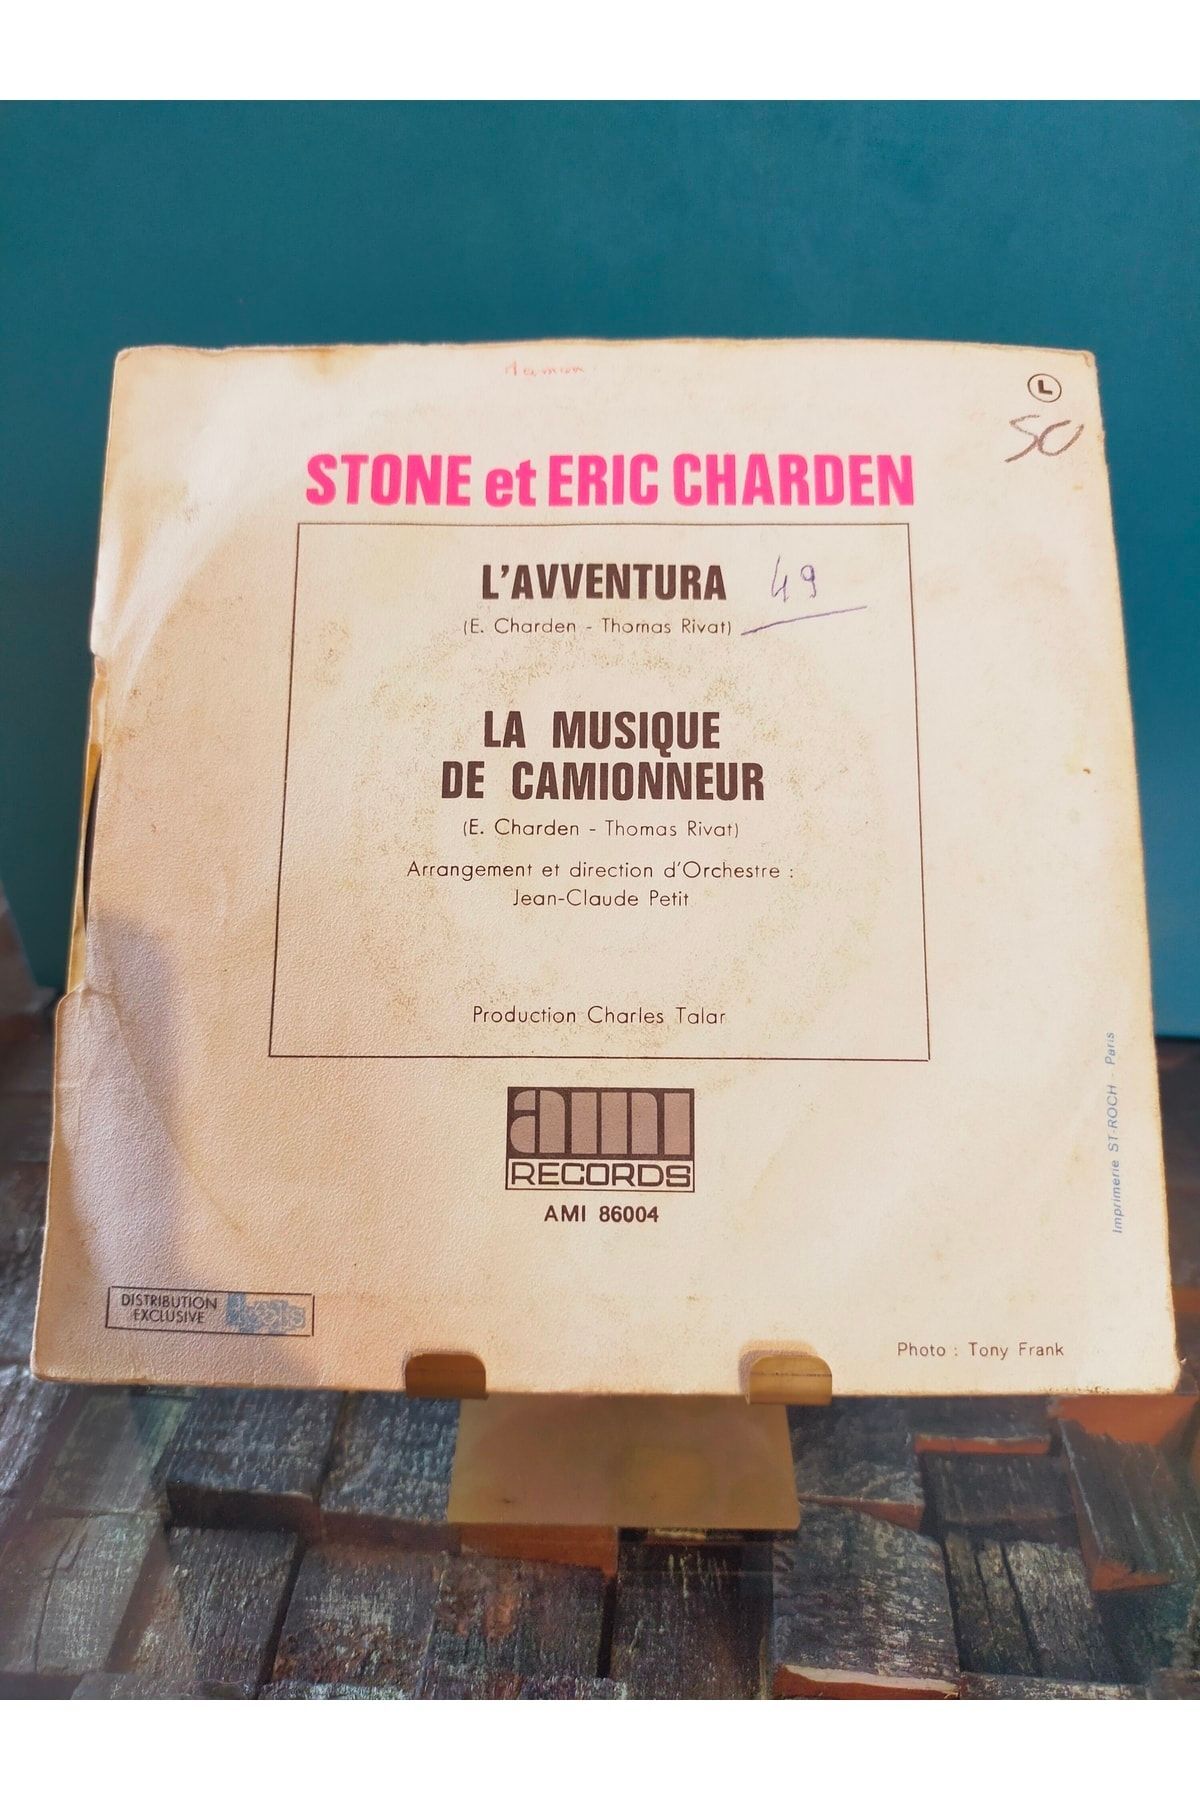 L
50
STONE et ERIC CHARDEN
L'AVVENTURA 49
(E. Charden - Thomas Rivat)
LA MUSIQUE
DE CAMIONNEUR
(E. Charden - Thomas Rivat)
Arrangement et direction d'Orchestre :
Jean-Claude Petit
Production Charles Talar
ami
RECORDS
AMI 86004
DISTRIBUTION
EXCLUSIVE
Photo : Tony Frank
Imprimerie ST-ROCH - Paris